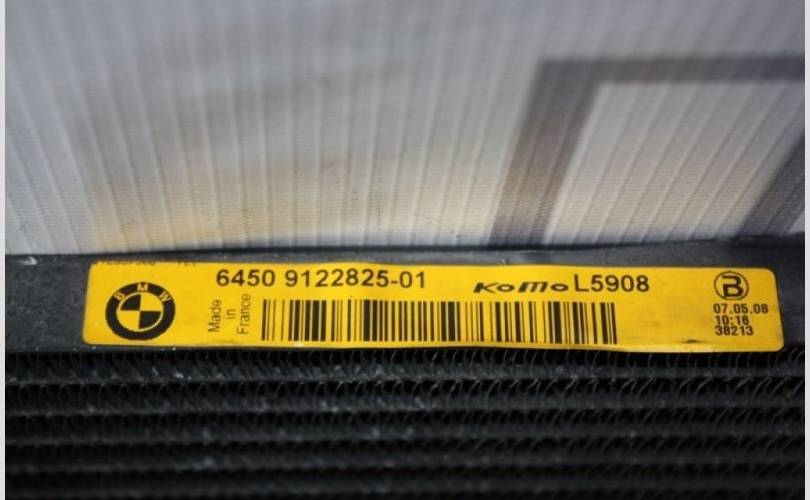 BMW
6450 9122825-01
Made
in
France
KOMO L5908
B
07.05.08
10:16
38213